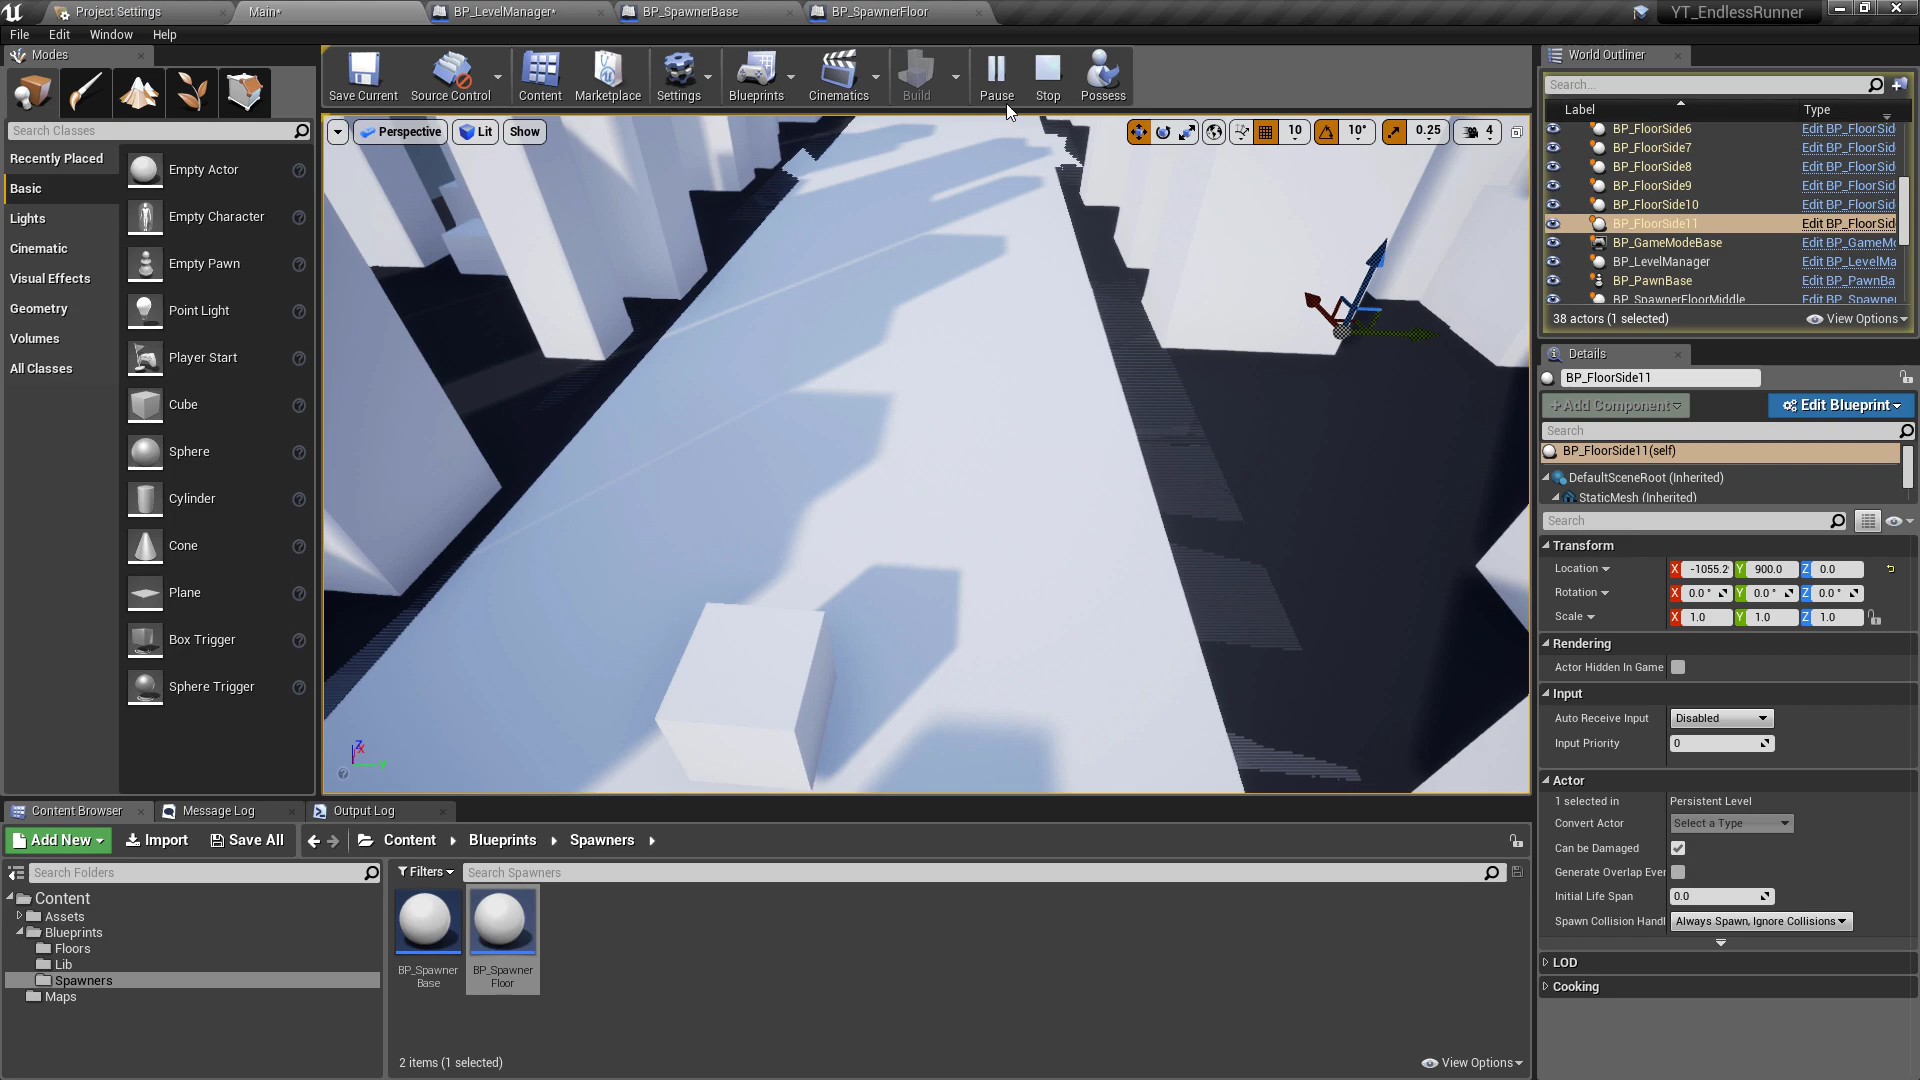 Project Settings
Main*
BP_LevelManager*
BP_SpawnerBase
BP_SpawnerFloor
YT_EndlessRunner
File
Edit
Window
Help
Modes
Search Classes
Recently Placed
Basic
Lights
Cinematic
Visual Effects
Geometry
Volumes
All Classes
Empty Actor
Empty Character
Empty Pawn
Point Light
Player Start
Cube
Sphere
Cylinder
Cone
Plane
Box Trigger
Sphere Trigger
Save Current
Source Control
Content
Marketplace
Settings
Blueprints
Cinematics
Build
Pause
Stop
Possess
Perspective
Lit
Show
10
10°
0.25
4
World Outliner
Search...
Label
Type
BP_FloorSide6
Edit BP_FloorSid
BP_FloorSide7
Edit BP_FloorSid
BP_FloorSide8
Edit BP_FloorSid
BP_FloorSide9
Edit BP_FloorSid
BP_FloorSide10
Edit BP_FloorSid
BP_FloorSide11
Edit BP_FloorSid
BP_GameModeBase
Edit BP_GameMo
BP_LevelManager
Edit BP_LevelMa
BP_PawnBase
Edit BP_PawnBa
BP_SpawnerFloorMiddle
Edit BP_Spawner
38 actors (1 selected)
View Options
Details
BP_FloorSide11
+Add Component
Edit Blueprint
Search
BP_FloorSide11(self)
DefaultSceneRoot (Inherited)
StaticMesh (Inherited)
Search
Transform
Location
X -1055.2 Y 900.0 Z 0.0
Rotation
X 0.0 ° Y 0.0 ° Z 0.0 °
Scale
X 1.0 Y 1.0 Z 1.0
Rendering
Actor Hidden In Game
Input
Auto Receive Input
Disabled
Input Priority
0
Actor
1 selected in
Persistent Level
Convert Actor
Select a Type
Can be Damaged
Generate Overlap Ever
Initial Life Span
0.0
Spawn Collision Handl
Always Spawn, Ignore Collisions
LOD
Cooking
Content Browser
Message Log
Output Log
Add New
Import
Save All
Content
Blueprints
Spawners
Search Folders
Content
Assets
Blueprints
Floors
Lib
Spawners
Maps
Filters
Search Spawners
BP_Spawner
Base
BP_Spawner
Floor
2 items (1 selected)
View Options